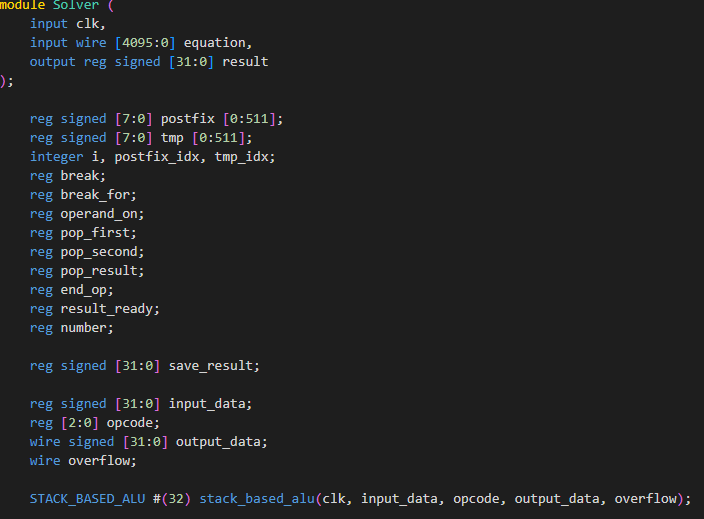 module Solver (
input clk,
input wire [4095:0] equation,
output reg signed [31:0] result
);
reg signed [7:0] postfix [0:511];
reg signed [7:0] tmp [0:511];
integer i, postfix_idx, tmp_idx;
reg break;
reg break_for;
reg operand_on;
reg pop_first;
reg pop_second;
reg pop_result;
reg end_op;
reg result_ready;
reg number;
reg signed [31:0] save_result;
reg signed [31:0] input_data;
reg [2:0] opcode;
wire signed [31:0] output_data;
wire overflow;
STACK_BASED_ALU #(32) stack_based_alu(clk, input_data, opcode, output_data, overflow);